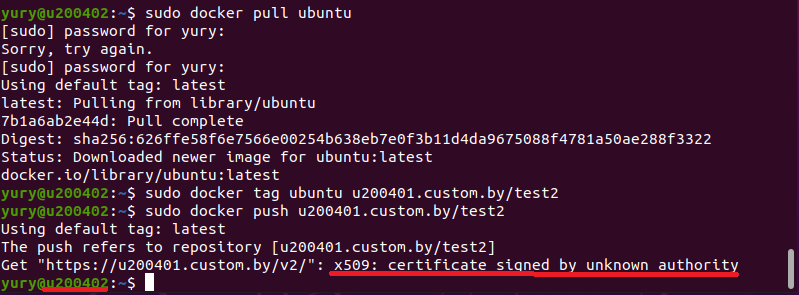 yury@u200402:~$ sudo docker pull ubuntu
[sudo] password for yury:
Sorry, try again.
[sudo] password for yury:
Using default tag: latest
latest: Pulling from library/ubuntu
7b1a6ab2e44d: Pull complete
Digest: sha256:626ffe58f6e7566e00254b638eb7e0f3b11d4da9675088f4781a50ae288f3322
Status: Downloaded newer image for ubuntu:latest
docker.io/library/ubuntu:latest
yury@u200402:~$ sudo docker tag ubuntu u200401.custom.by/test2
yury@u200402:~$ sudo docker push u200401.custom.by/test2
Using default tag: latest
The push refers to repository [u200401.custom.by/test2]
Get "https://u200401.custom.by/v2/": x509: certificate signed by unknown authority
yury@u200402:~$